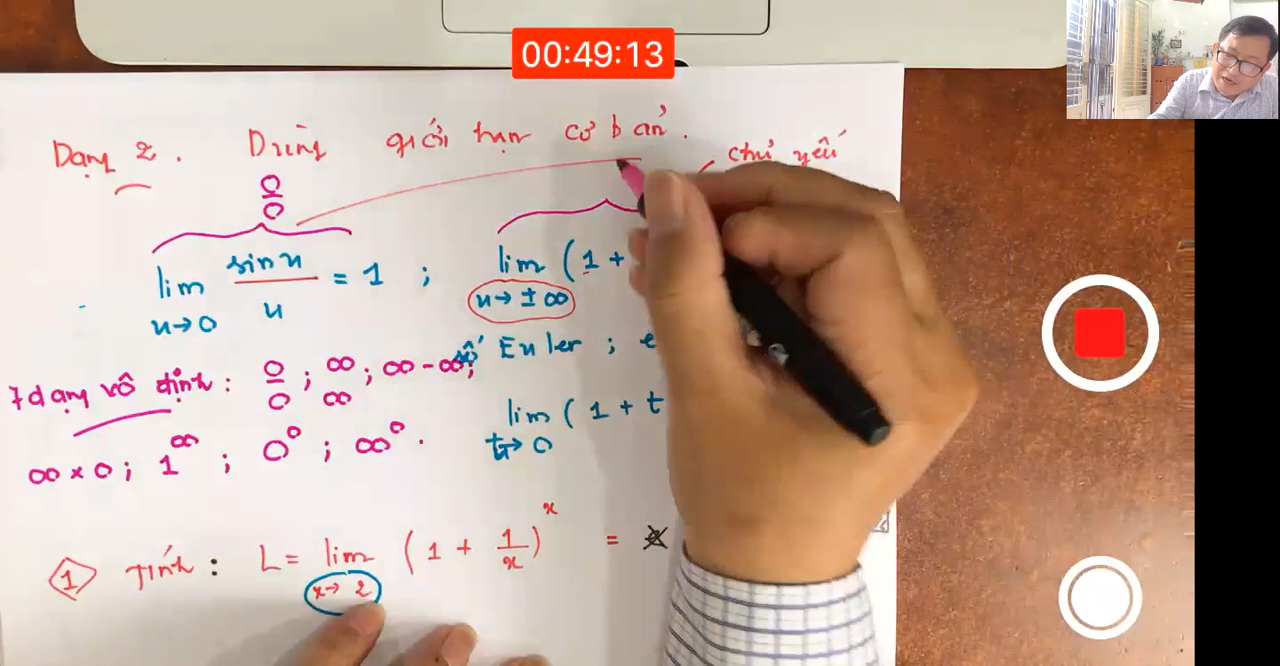 00:49:13
Dạng 2. Dùng giới hạn cơ bản.
chủ yếu
0/0
lim u→0 sin u / u = 1 ; lim u→±∞ (1 +
số Euler ; e
7 dạng vô định : 0/0 ; ∞/∞ ; ∞ - ∞ ;
lim t→0 (1 + t
∞ x 0 ; 1^∞ ; 0^0 ; ∞^0 .
1 Tính : L = lim x→2 (1 + 1/x)^x =